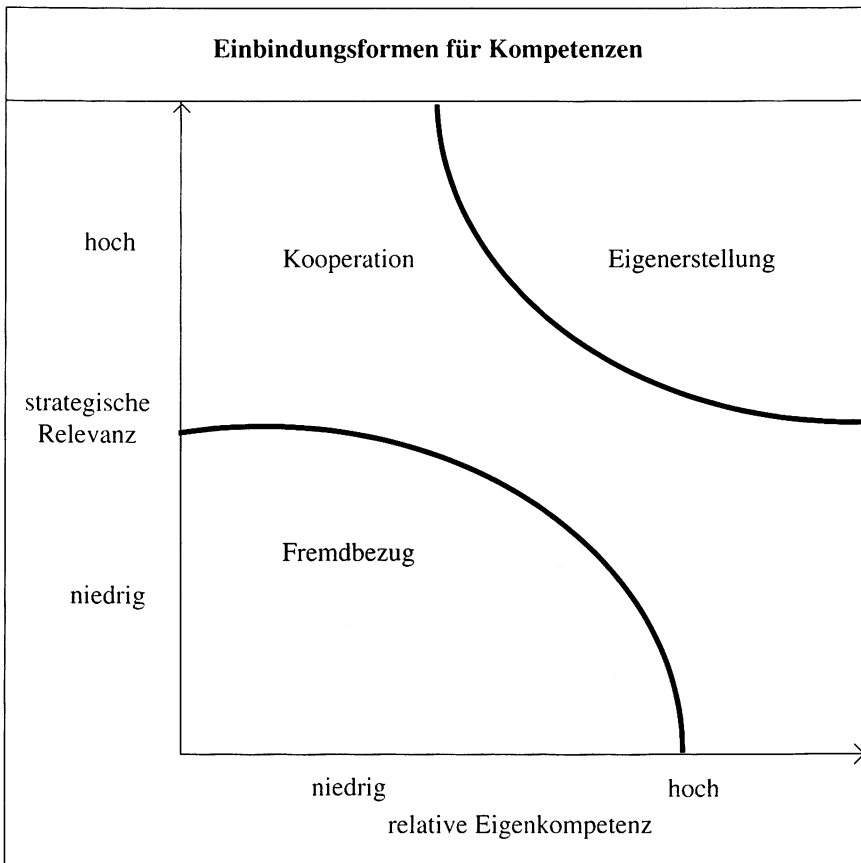 Einbindungsformen für Kompetenzen
hoch
Kooperation
Eigenerstellung
strategische
Relevanz
Fremdbezug
niedrig
niedrig
hoch
relative Eigenkompetenz